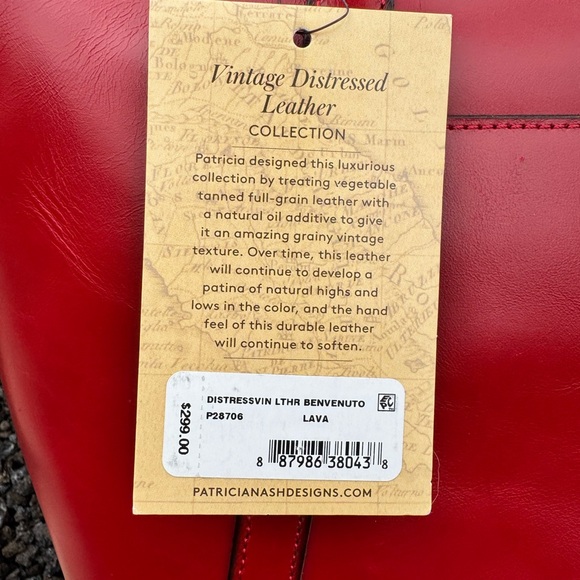 Vintage Distressed
Leather
COLLECTION
Patricia designed this luxurious
collection by treating vegetable
tanned full-grain leather with
a natural oil additive to give
it an amazing grainy vintage
texture. Over time, this leather
will continue to develop a
patina of natural highs and
lows in the color, and the hand
feel of this durable leather
will continue to soften.
$299.00
DISTRESSVIN LTHR BENVENUTO
P28706 LAVA
8 87986 38043 8
PATRICIANASHDESIGNS.COM